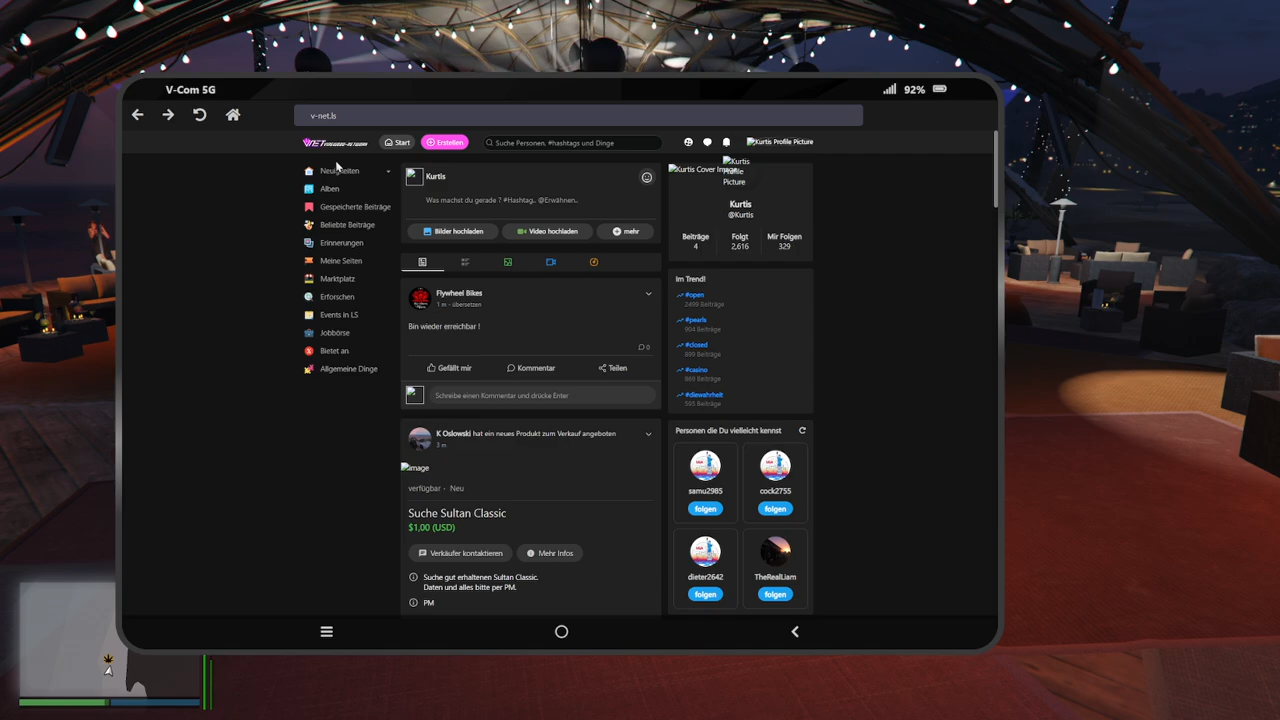 V-Com 5G
92%
v-net.ls
VNET
Start
Erstellen
Suche Personen, #hashtags und Dinge
Kurtis Profile Picture
Neuigkeiten
Alben
Gespeicherte Beiträge
Beliebte Beiträge
Erinnerungen
Meine Seiten
Marktplatz
Erforschen
Events in LS
Jobbörse
Bietet an
Allgemeine Dinge
Kurtis
Was machst du gerade ? #Hashtag.. @Erwähnen..
Bilder hochladen
Video hochladen
mehr
Flywheel Bikes
1 m - übersetzen
Bin wieder erreichbar !
0
Gefällt mir
Kommentar
Teilen
Schreibe einen Kommentar und drücke Enter
K Oslowski hat ein neues Produkt zum Verkauf angeboten
3 m
image
verfügbar · Neu
Suche Sultan Classic
$1,00 (USD)
Verkäufer kontaktieren
Mehr Infos
Suche gut erhaltenen Sultan Classic.
Daten und alles bitte per PM.
PM
Kurtis Cover Image
Kurtis
Profile
Picture
Kurtis
@Kurtis
Beiträge
4
Folgt
2,616
Mir Folgen
329
Im Trend!
#open
2499 Beiträge
#pearls
904 Beiträge
#closed
899 Beiträge
#casino
869 Beiträge
#diewahrheit
595 Beiträge
Personen die Du vielleicht kennst
samu2985
folgen
cock2755
folgen
dieter2642
folgen
TheRealLiam
folgen